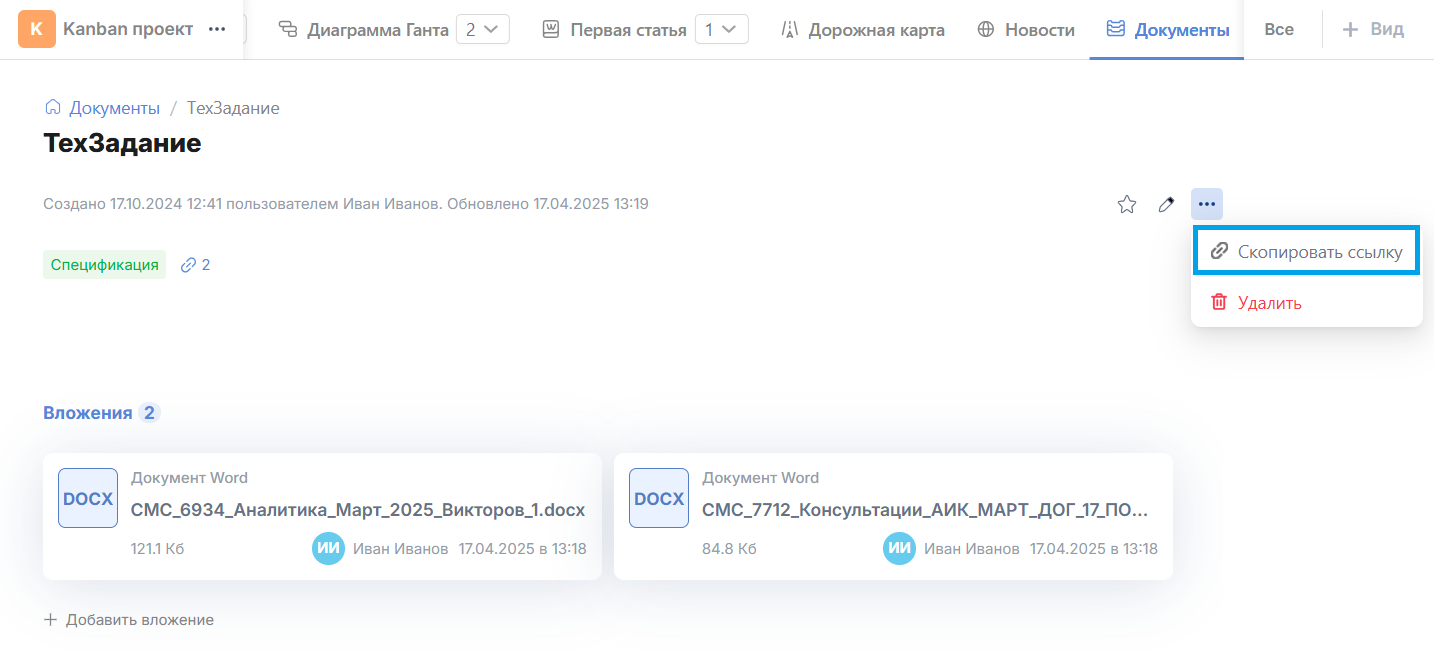 K Kanban проект ••• Диаграмма Ганта 2 Первая статья 1 Дорожная карта Новости Документы Все + Вид
Документы / ТехЗадание
ТехЗадание
Создано 17.10.2024 12:41 пользователем Иван Иванов. Обновлено 17.04.2025 13:19
Спецификация 2
Скопировать ссылку
Удалить
Вложения 2
DOCX
Документ Word
СМС_6934_Аналитика_Март_2025_Викторов_1.docx
121.1 Кб ИИ Иван Иванов 17.04.2025 в 13:18
DOCX
Документ Word
СМС_7712_Консультации_АИК_МАРТ_ДОГ_17_ПО...
84.8 Кб ИИ Иван Иванов 17.04.2025 в 13:18
+ Добавить вложение